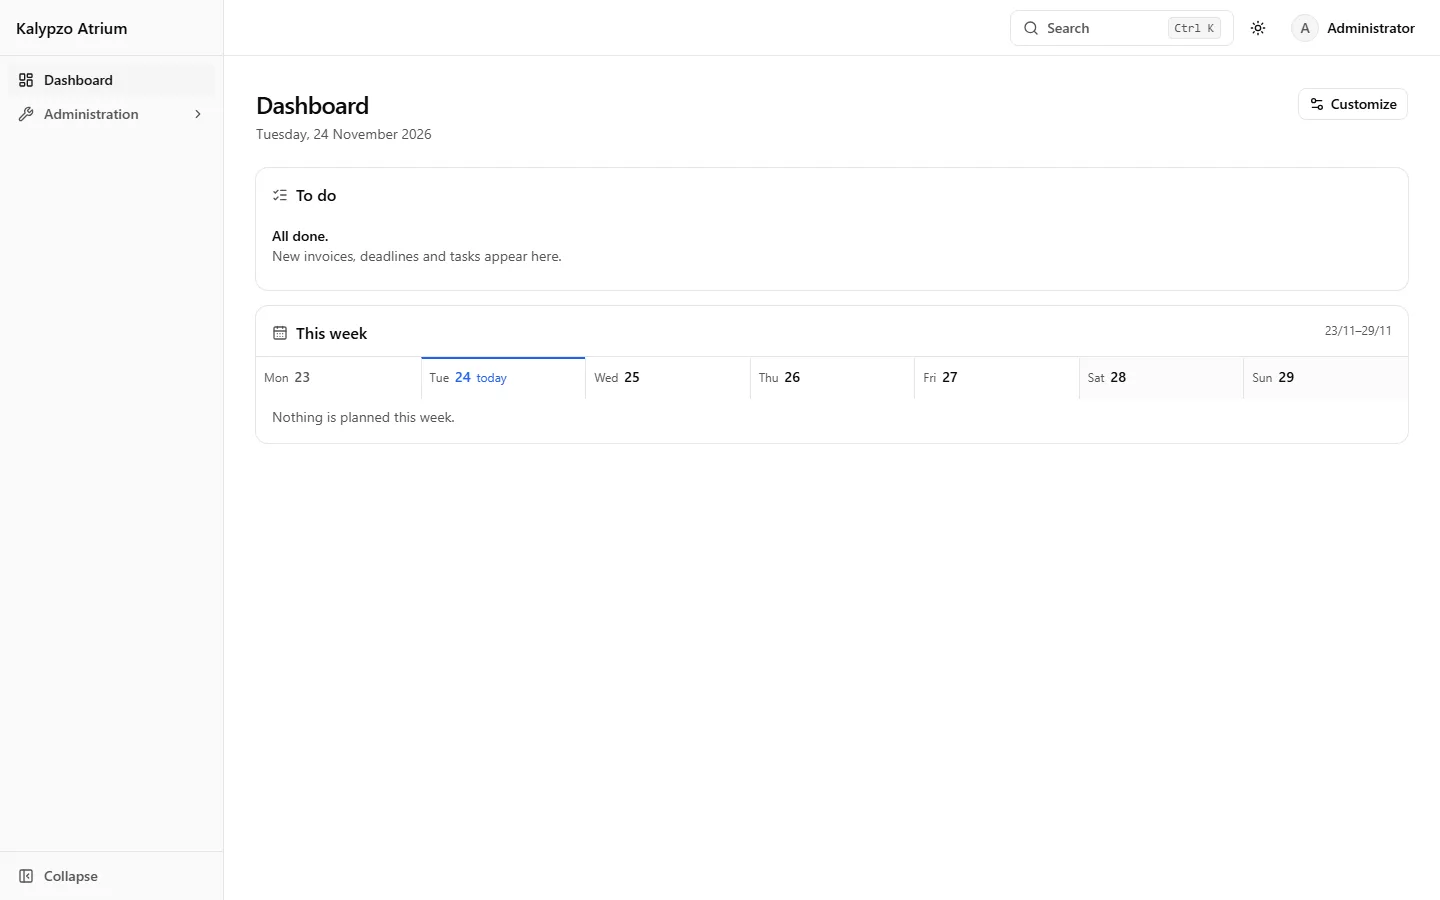 Kalypzo Atrium
Search
Ctrl K
A
Administrator
Dashboard
Administration
Dashboard
Customize
Tuesday, 24 November 2026
To do
All done.
New invoices, deadlines and tasks appear here.
This week
23/11–29/11
Mon 23
Tue 24 today
Wed 25
Thu 26
Fri 27
Sat 28
Sun 29
Nothing is planned this week.
Collapse